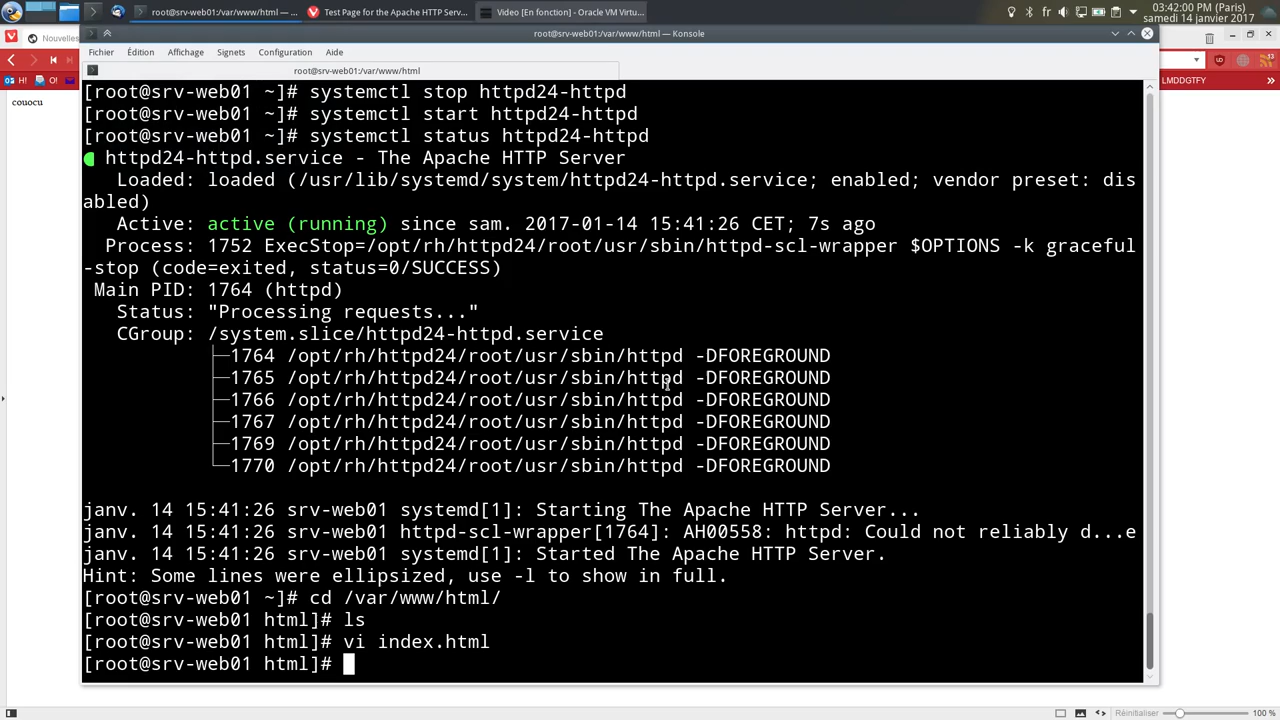 root@srv-web01:/var/www/html — ...
Test Page for the Apache HTTP Serv...
Video [En fonction] - Oracle VM Virtu...
fr
03:42:00 PM (Paris)
samedi 14 janvier 2017
root@srv-web01:/var/www/html — Konsole
Nouvelles
Fichier Édition Affichage Signets Configuration Aide
root@srv-web01:/var/www/html
H! O!
LMDDGTFY
couocu
[root@srv-web01 ~]# systemctl stop httpd24-httpd
[root@srv-web01 ~]# systemctl start httpd24-httpd
[root@srv-web01 ~]# systemctl status httpd24-httpd
httpd24-httpd.service - The Apache HTTP Server
Loaded: loaded (/usr/lib/systemd/system/httpd24-httpd.service; enabled; vendor preset: dis
abled)
Active: active (running) since sam. 2017-01-14 15:41:26 CET; 7s ago
Process: 1752 ExecStop=/opt/rh/httpd24/root/usr/sbin/httpd-scl-wrapper $OPTIONS -k graceful
-stop (code=exited, status=0/SUCCESS)
Main PID: 1764 (httpd)
Status: "Processing requests..."
CGroup: /system.slice/httpd24-httpd.service
├─1764 /opt/rh/httpd24/root/usr/sbin/httpd -DFOREGROUND
├─1765 /opt/rh/httpd24/root/usr/sbin/httpd -DFOREGROUND
├─1766 /opt/rh/httpd24/root/usr/sbin/httpd -DFOREGROUND
├─1767 /opt/rh/httpd24/root/usr/sbin/httpd -DFOREGROUND
├─1769 /opt/rh/httpd24/root/usr/sbin/httpd -DFOREGROUND
└─1770 /opt/rh/httpd24/root/usr/sbin/httpd -DFOREGROUND
janv. 14 15:41:26 srv-web01 systemd[1]: Starting The Apache HTTP Server...
janv. 14 15:41:26 srv-web01 httpd-scl-wrapper[1764]: AH00558: httpd: Could not reliably d...e
janv. 14 15:41:26 srv-web01 systemd[1]: Started The Apache HTTP Server.
Hint: Some lines were ellipsized, use -l to show in full.
[root@srv-web01 ~]# cd /var/www/html/
[root@srv-web01 html]# ls
[root@srv-web01 html]# vi index.html
[root@srv-web01 html]#
Réinitialiser 100 %